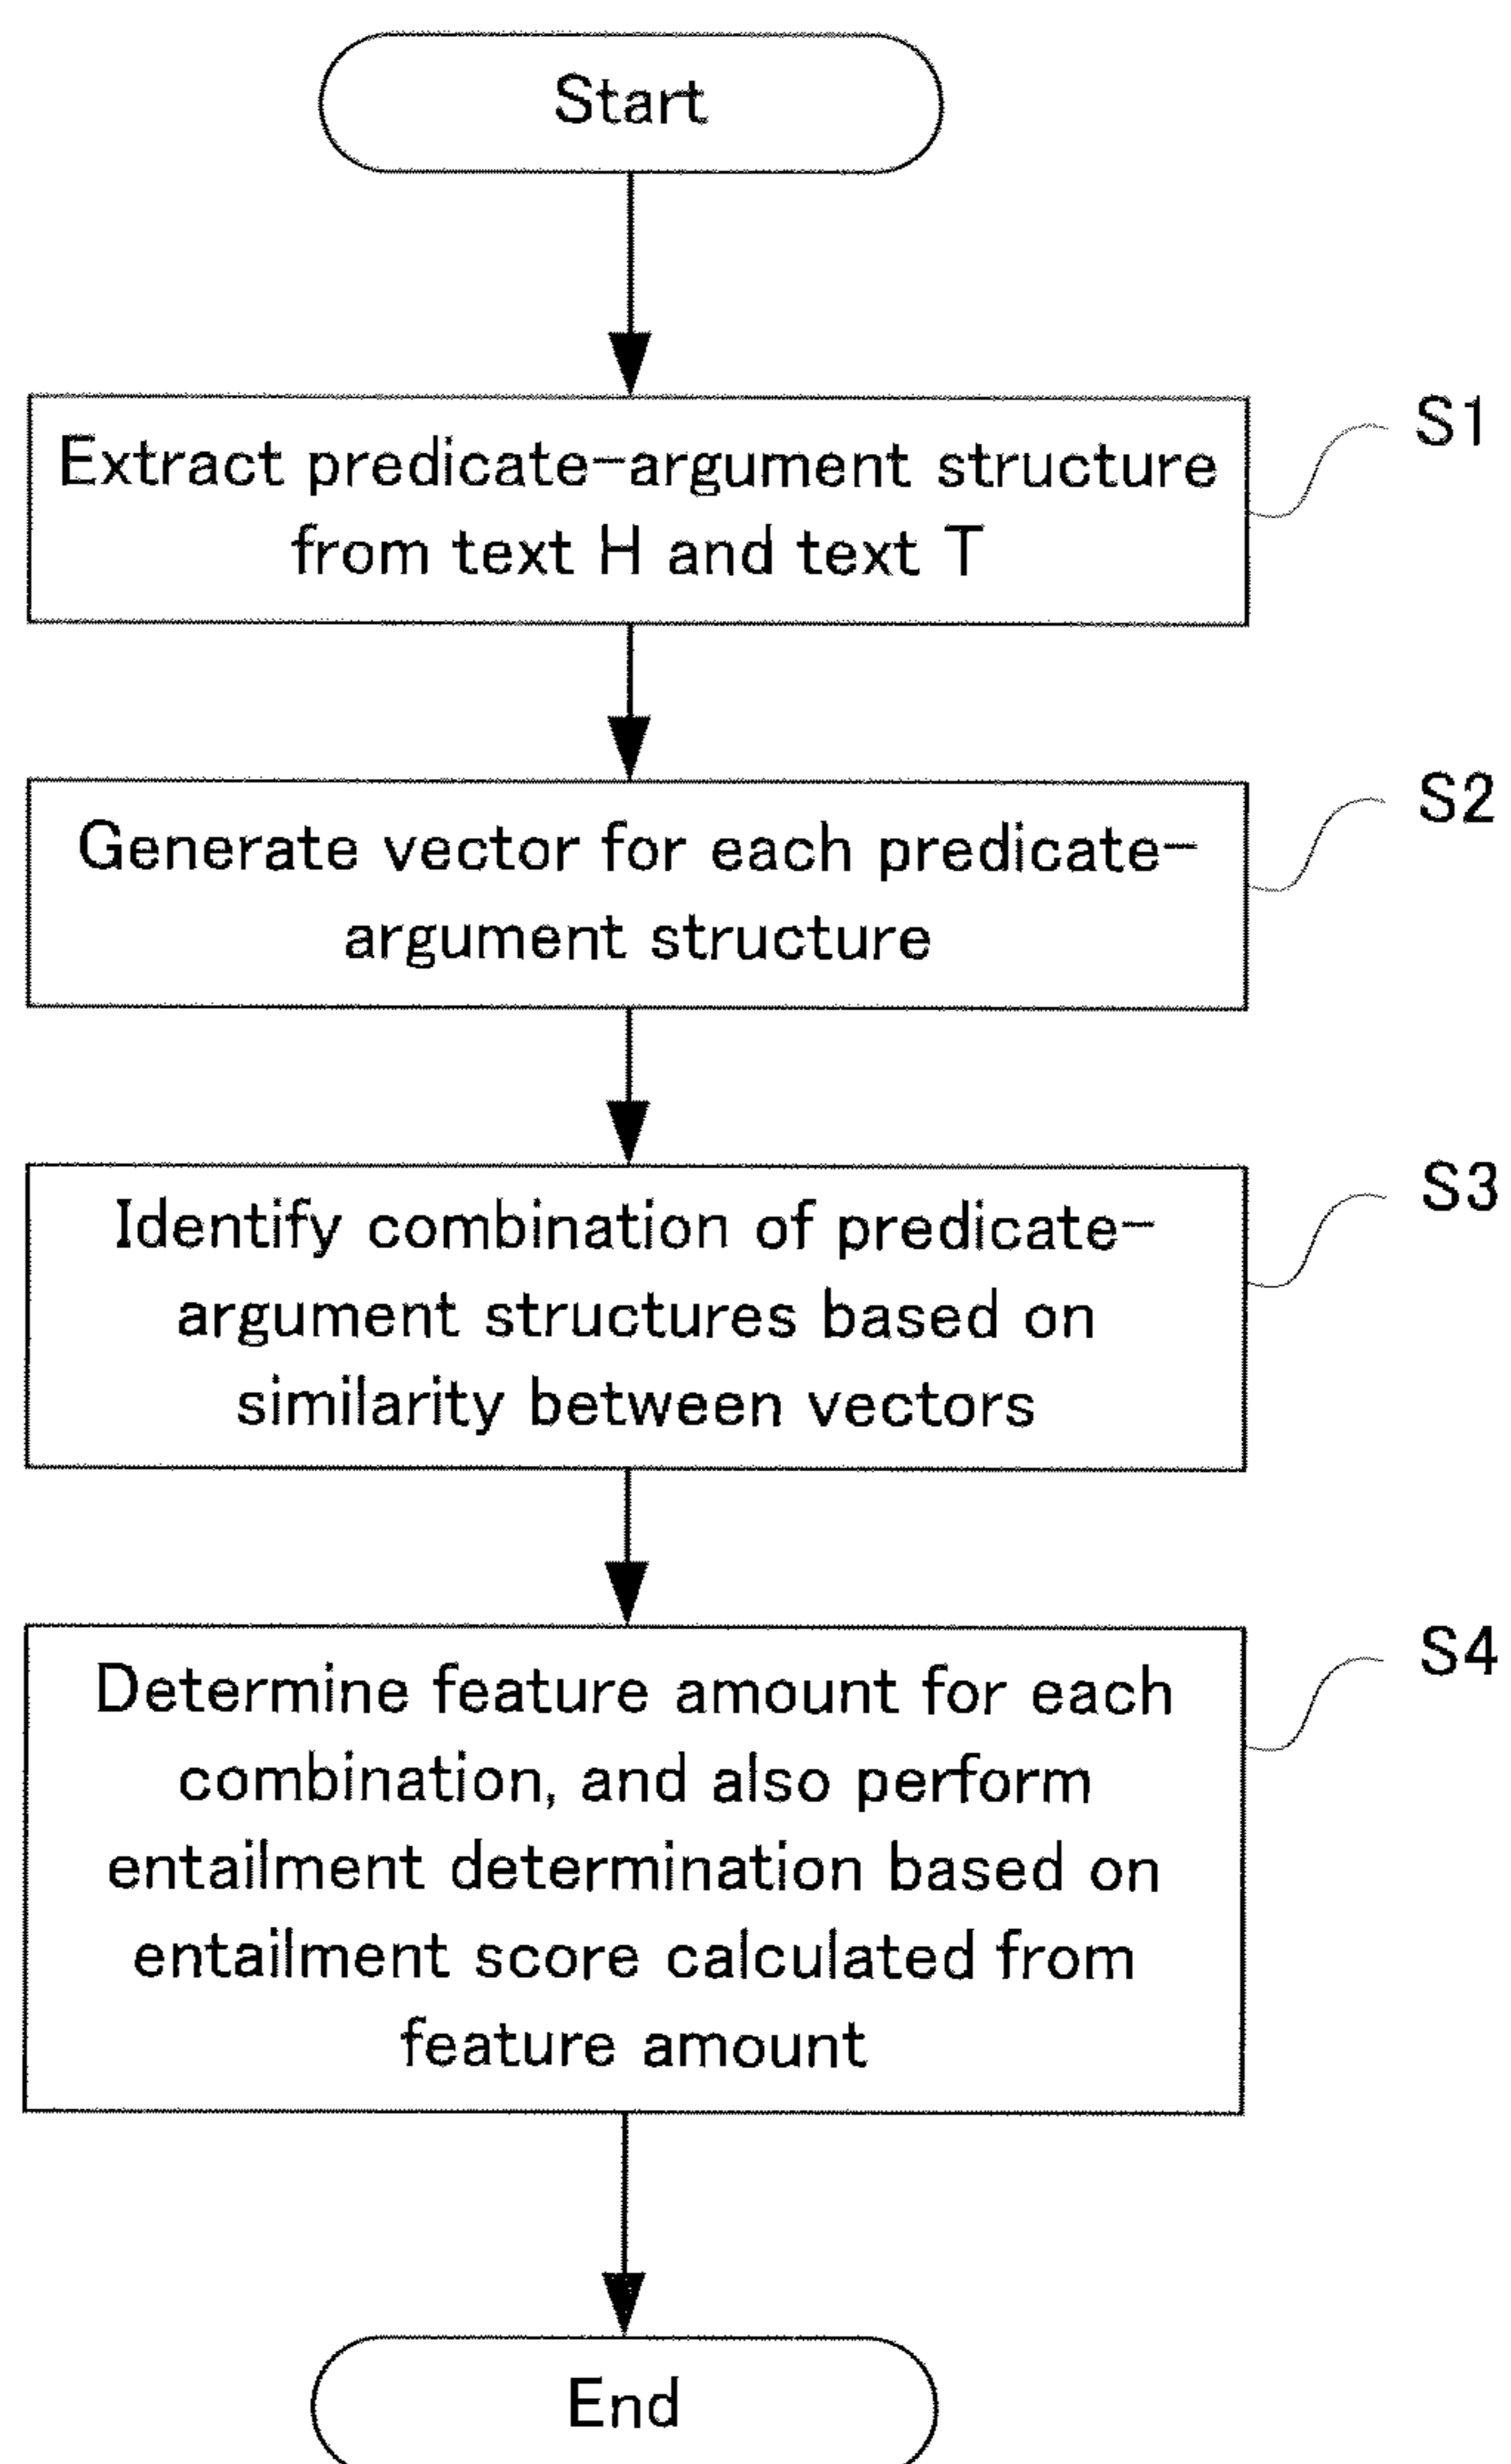 Start
S1
Extract predicate-argument structure
from text H and text T
S2
Generate vector for each predicate-
argument structure
S3
Identify combination of predicate-
argument structures based on
similarity between vectors
S4
Determine feature amount for each
combination, and also perform
entailment determination based on
entailment score calculated from
feature amount
End